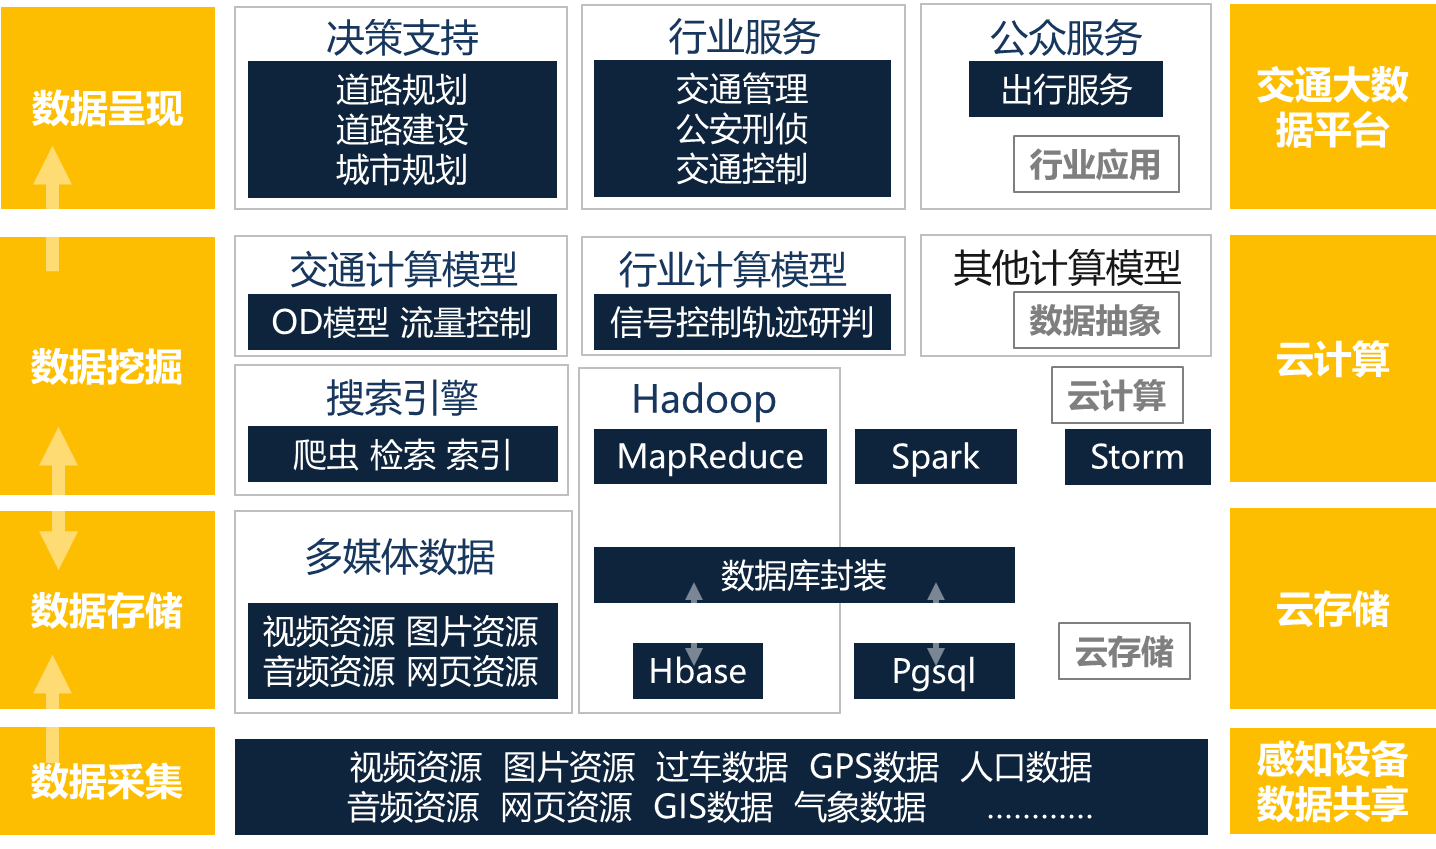 数据呈现
决策支持
道路规划
道路建设
城市规划
行业服务
交通管理
公安刑侦
交通控制
公众服务
出行服务
行业应用
交通大数
据平台
数据挖掘
交通计算模型
OD模型 流量控制
行业计算模型
信号控制轨迹研判
其他计算模型
数据抽象
云计算
搜索引擎
爬虫 检索 索引
Hadoop
MapReduce
Spark
Storm
云计算
数据存储
多媒体数据
视频资源 图片资源
音频资源 网页资源
数据库封装
Hbase
Pgsql
云存储
云存储
数据采集
视频资源 图片资源 过车数据 GPS数据 人口数据
音频资源 网页资源 GIS数据 气象数据 …………
感知设备
数据共享